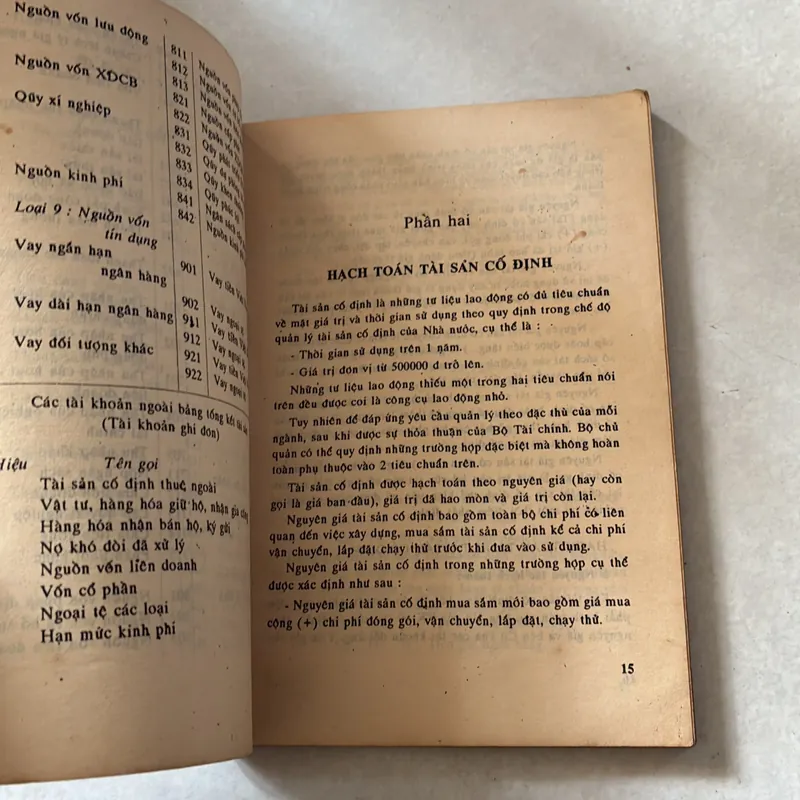 Nguồn vốn lưu động
811
Nguồn vốn XDCB
812
813
Quỹ xí nghiệp
821
822
831
832
833
Nguồn kinh phí
834
841
Loại 9 : Nguồn vốn
842
tín dụng
Vay ngắn hạn
ngân hàng
901
Vay dài hạn ngân hàng
902
911
Vay đối tượng khác
912
921
922
Các tài khoản ngoài bảng tổng kết tài
(Tài khoản ghi đơn)
Hiệu Tên gọi
Tài sản cố định thuê ngoài
Vật tư, hàng hóa giữ hộ, nhận gia công
Hàng hóa nhận bán hộ, ký gửi
Nợ khó đòi đã xử lý
Nguồn vốn liên doanh
Vốn cổ phần
Ngoại tệ các loại
Hạn mức kinh phí
Phần hai
HẠCH TOÁN TÀI SẢN CỐ ĐỊNH
Tài sản cố định là những tư liệu lao động có đủ tiêu chuẩn
về mặt giá trị và thời gian sử dụng theo quy định trong chế độ
quản lý tài sản cố định của Nhà nước, cụ thể là :
- Thời gian sử dụng trên 1 năm.
- Giá trị đơn vị từ 500000 đ trở lên.
Những tư liệu lao động thiếu một trong hai tiêu chuẩn nói
trên đều được coi là công cụ lao động nhỏ.
Tuy nhiên để đáp ứng yêu cầu quản lý theo đặc thù của mỗi
ngành, sau khi được sự thỏa thuận của Bộ Tài chính. Bộ chủ
quản có thể quy định những trường hợp đặc biệt mà không hoàn
toàn phụ thuộc vào 2 tiêu chuẩn trên.
Tài sản cố định được hạch toán theo nguyên giá (hay còn
gọi là giá ban đầu), giá trị đã hao mòn và giá trị còn lại.
Nguyên giá tài sản cố định bao gồm toàn bộ chi phí có liên
quan đến việc xây dựng, mua sắm tài sản cố định kể cả chi phí
vận chuyển, lắp đặt chạy thử trước khi đưa vào sử dụng.
Nguyên giá tài sản cố định trong những trường hợp cụ thể
được xác định như sau :
- Nguyên giá tài sản cố định mua sắm mới bao gồm giá mua
cộng (+) chi phí đóng gói, vận chuyển, lắp đặt, chạy thử.
15